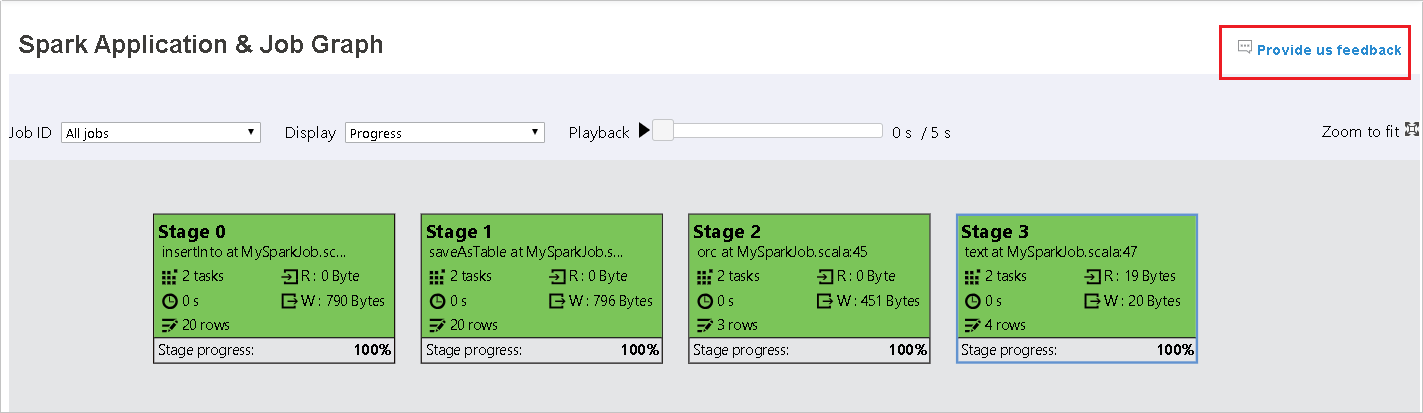 Spark Application & Job Graph
Provide us feedback
Job ID All jobs Display Progress Playback 0 s / 5 s Zoom to fit
Stage 0
insertInto at MySparkJob.sc...
2 tasks R : 0 Byte
0 s W : 790 Bytes
20 rows
Stage progress: 100%
Stage 1
saveAsTable at MySparkJob.s...
2 tasks R : 0 Byte
0 s W : 796 Bytes
20 rows
Stage progress: 100%
Stage 2
orc at MySparkJob.scala:45
2 tasks R : 0 Byte
0 s W : 451 Bytes
3 rows
Stage progress: 100%
Stage 3
text at MySparkJob.scala:47
2 tasks R : 19 Bytes
0 s W : 20 Bytes
4 rows
Stage progress: 100%